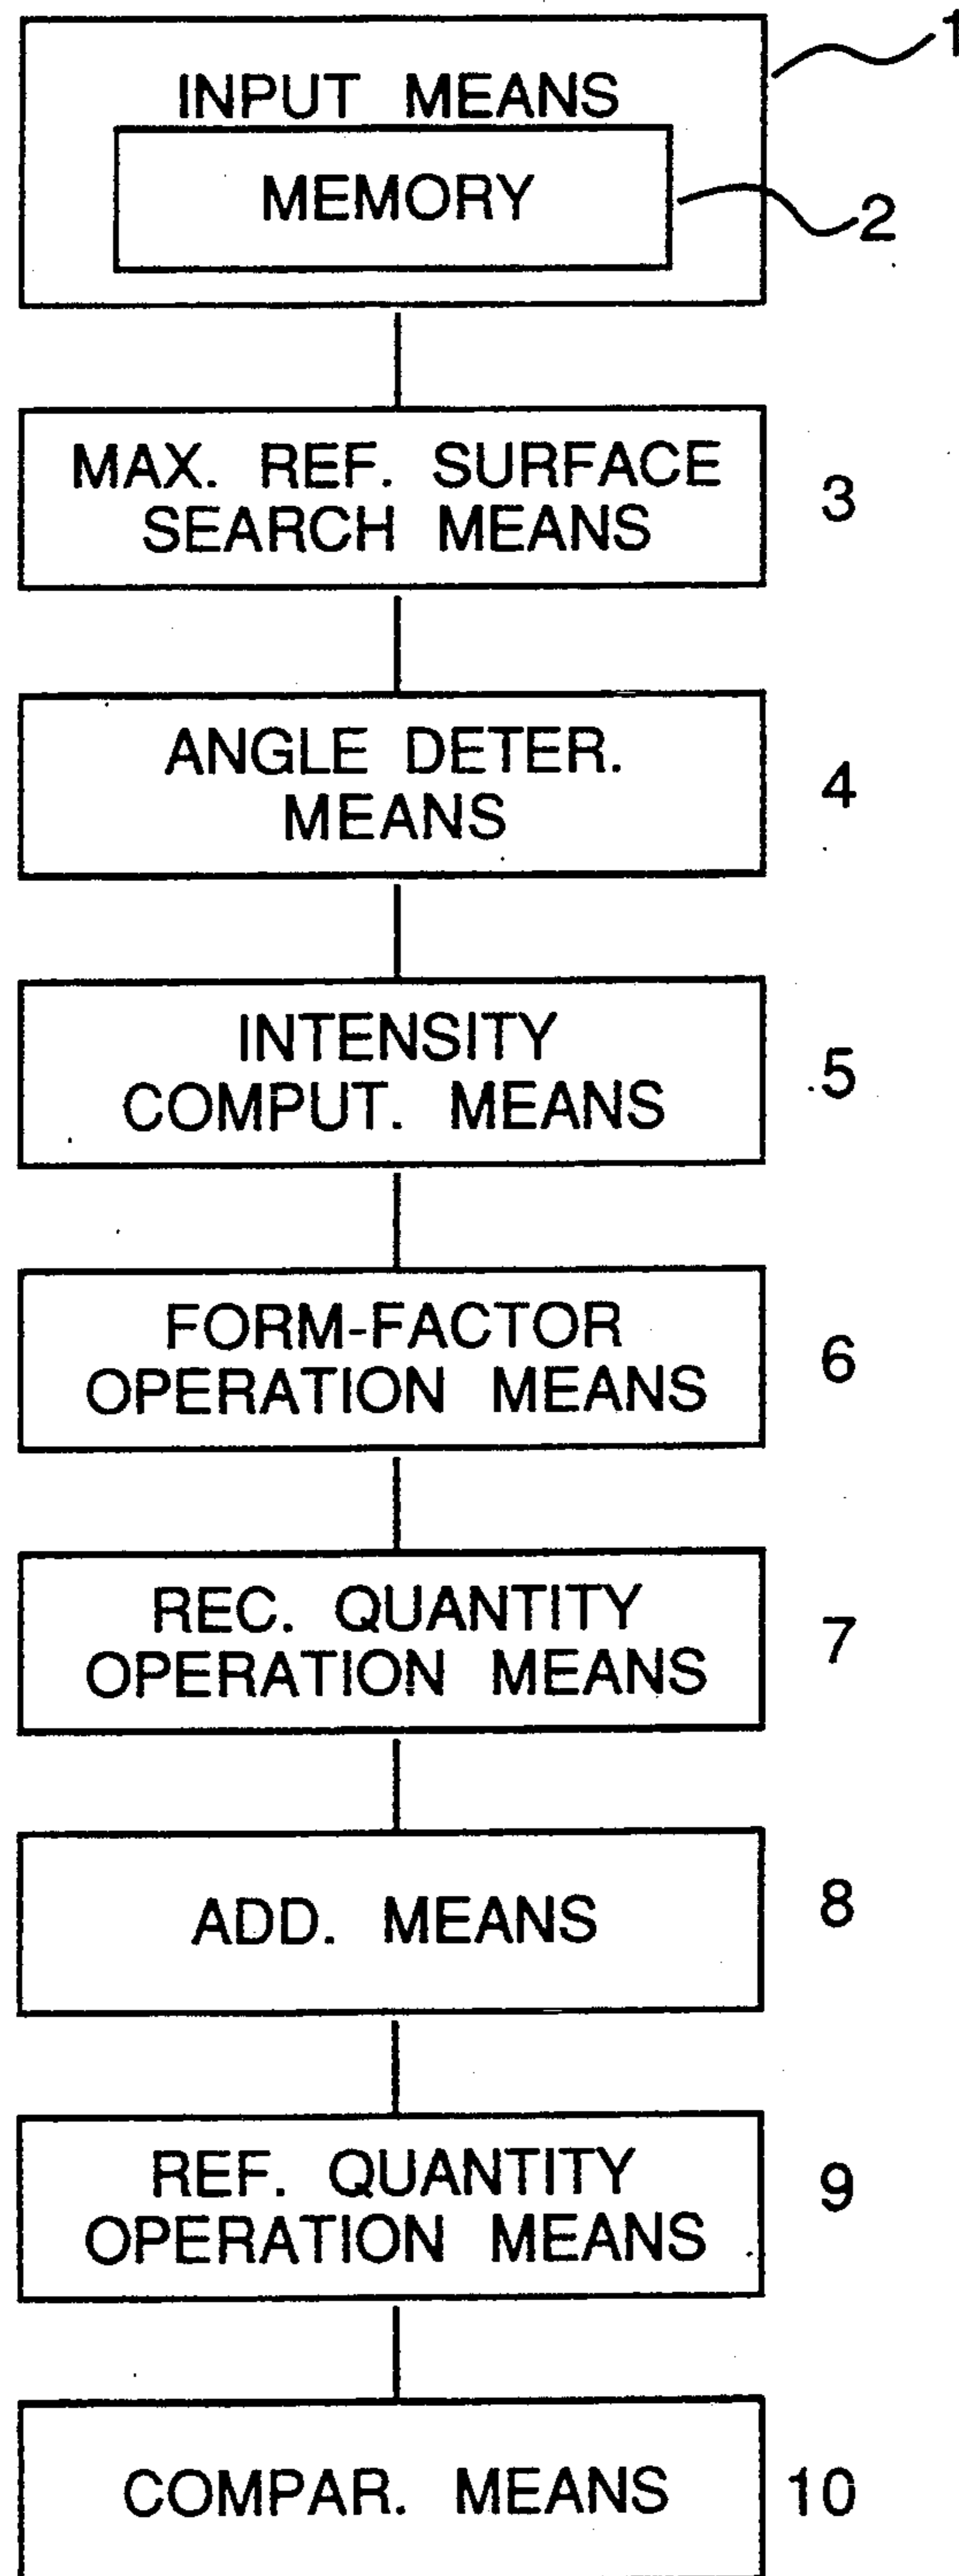 1
INPUT MEANS
MEMORY
2
MAX. REF. SURFACE
SEARCH MEANS
3
ANGLE DETER.
MEANS
4
INTENSITY
COMPUT. MEANS
5
FORM-FACTOR
OPERATION MEANS
6
REC. QUANTITY
OPERATION MEANS
7
ADD. MEANS
8
REF. QUANTITY
OPERATION MEANS
9
COMPAR. MEANS
10